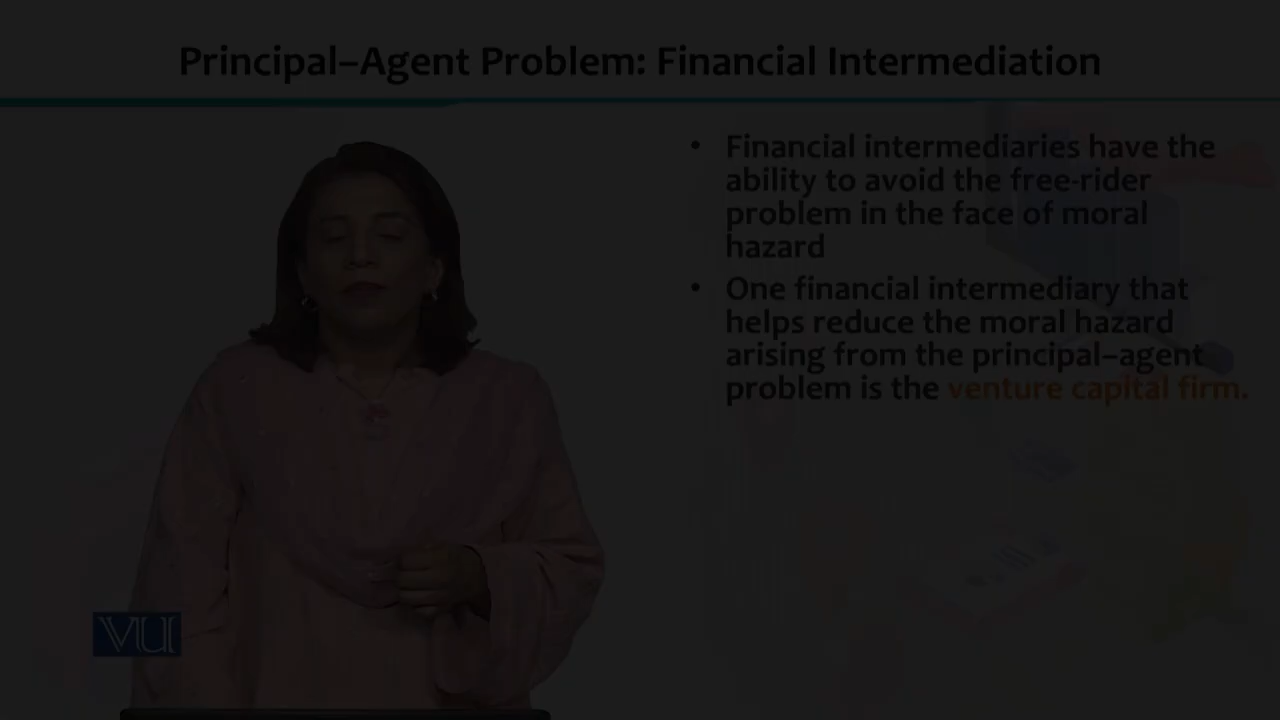 Principal–Agent Problem: Financial Intermediation
• Financial intermediaries have the
ability to avoid the free-rider
problem in the face of moral
hazard
• One financial intermediary that
helps reduce the moral hazard
arising from the principal–agent
problem is the venture capital firm.
VU